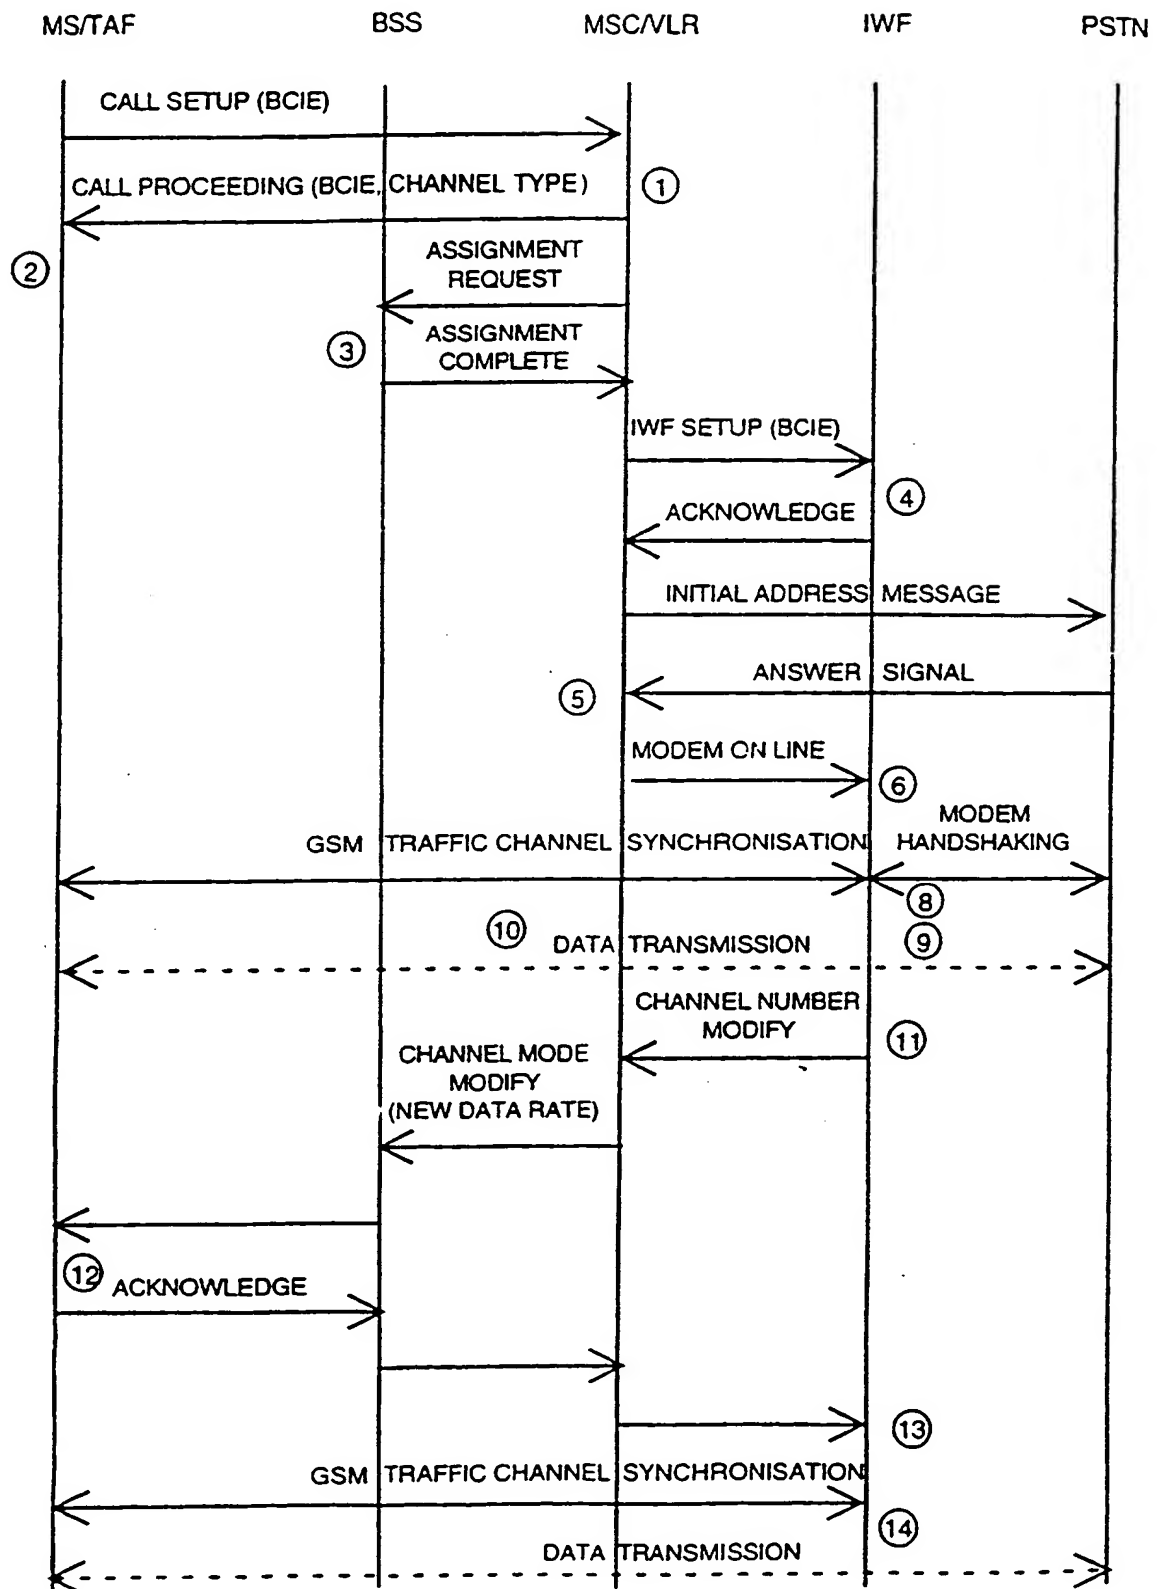 MS/TAF BSS MSC/VLR IWF PSTN
CALL SETUP (BCIE)
CALL PROCEEDING (BCIE, CHANNEL TYPE)
1
2
ASSIGNMENT
REQUEST
3
ASSIGNMENT
COMPLETE
IWF SETUP (BCIE)
4
ACKNOWLEDGE
INITIAL ADDRESS MESSAGE
ANSWER SIGNAL
5
MODEM ON LINE
6
MODEM
HANDSHAKING
GSM TRAFFIC CHANNEL SYNCHRONISATION
8
10
DATA TRANSMISSION
9
CHANNEL NUMBER
MODIFY
11
CHANNEL MODE
MODIFY
(NEW DATA RATE)
12
ACKNOWLEDGE
13
GSM TRAFFIC CHANNEL SYNCHRONISATION
14
DATA TRANSMISSION